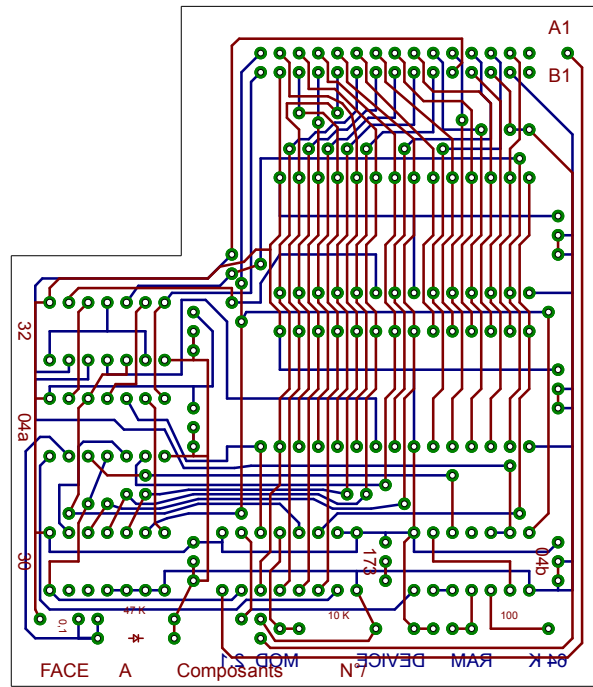 A1
B1
32
04a
30
173
04b
0,1
47 K
10 K
100
FACE A Composants N°/
64 K RAM DEVICE MOD 2.1